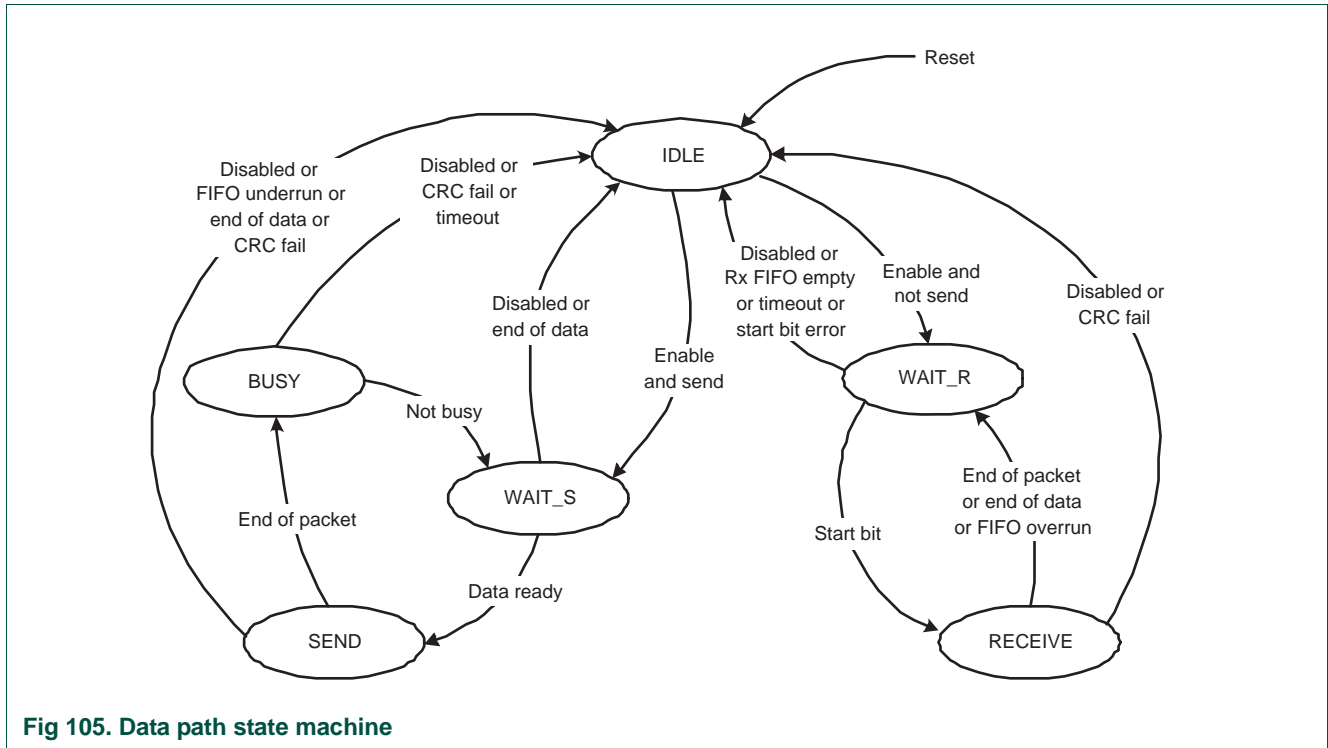 Reset
IDLE
Disabled or
FIFO underrun or
end of data or
CRC fail
Disabled or
CRC fail or
timeout
Disabled or
end of data
Enable
and send
Disabled or
Rx FIFO empty
or timeout or
start bit error
Enable and
not send
Disabled or
CRC fail
BUSY
Not busy
WAIT_R
WAIT_S
End of packet
Data ready
Start bit
End of packet
or end of data
or FIFO overrun
SEND
RECEIVE
Fig 105. Data path state machine